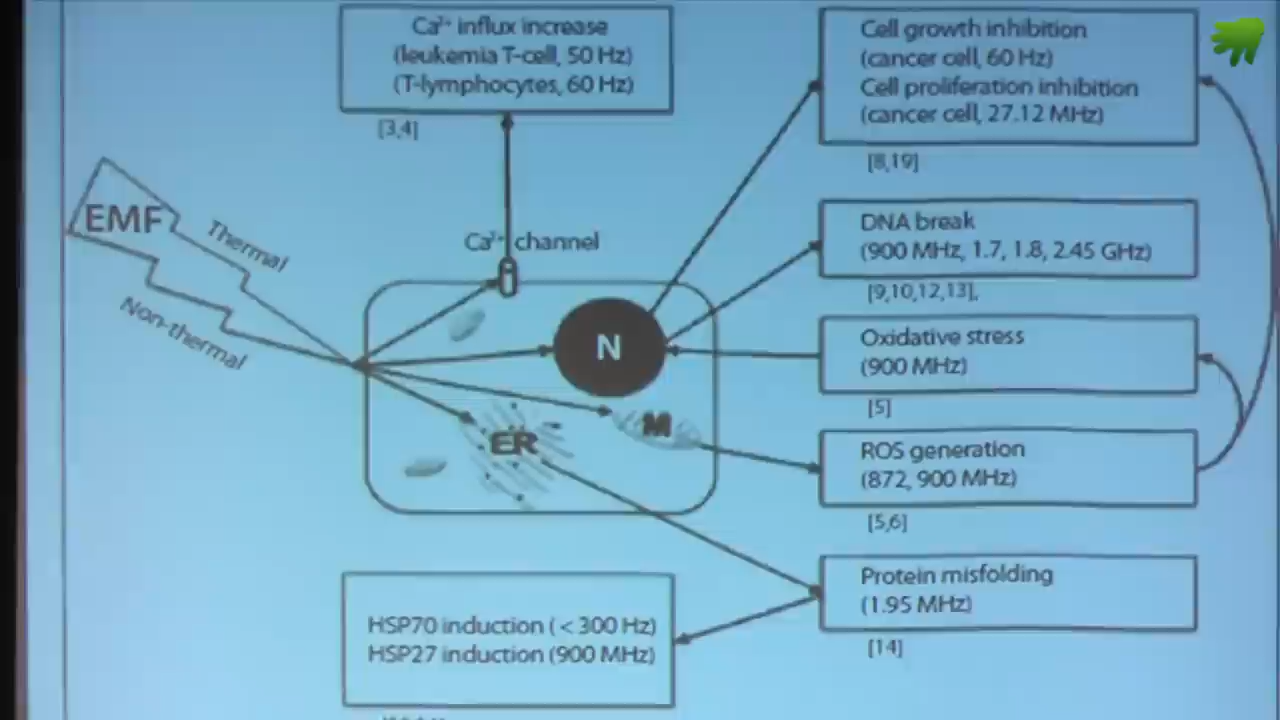 Ca²⁺ influx increase
(leukemia T-cell, 50 Hz)
(T-lymphocytes, 60 Hz)
[3,4]
Cell growth inhibition
(cancer cell, 60 Hz)
Cell proliferation inhibition
(cancer cell, 27.12 MHz)
[8,19]
EMF
Thermal
Non-thermal
Ca²⁺ channel
DNA break
(900 MHz, 1.7, 1.8, 2.45 GHz)
[9,10,12,13],
N
Oxidative stress
(900 MHz)
[5]
M
ER
ROS generation
(872, 900 MHz)
[5,6]
Protein misfolding
(1.95 MHz)
[14]
HSP70 induction (< 300 Hz)
HSP27 induction (900 MHz)